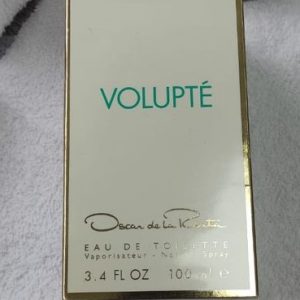 VOLUPTÉ
Oscar de la Renta
EAU DE TOILETTE
Vaporisateur - Natural Spray
3.4 FL OZ 100 ml ℮